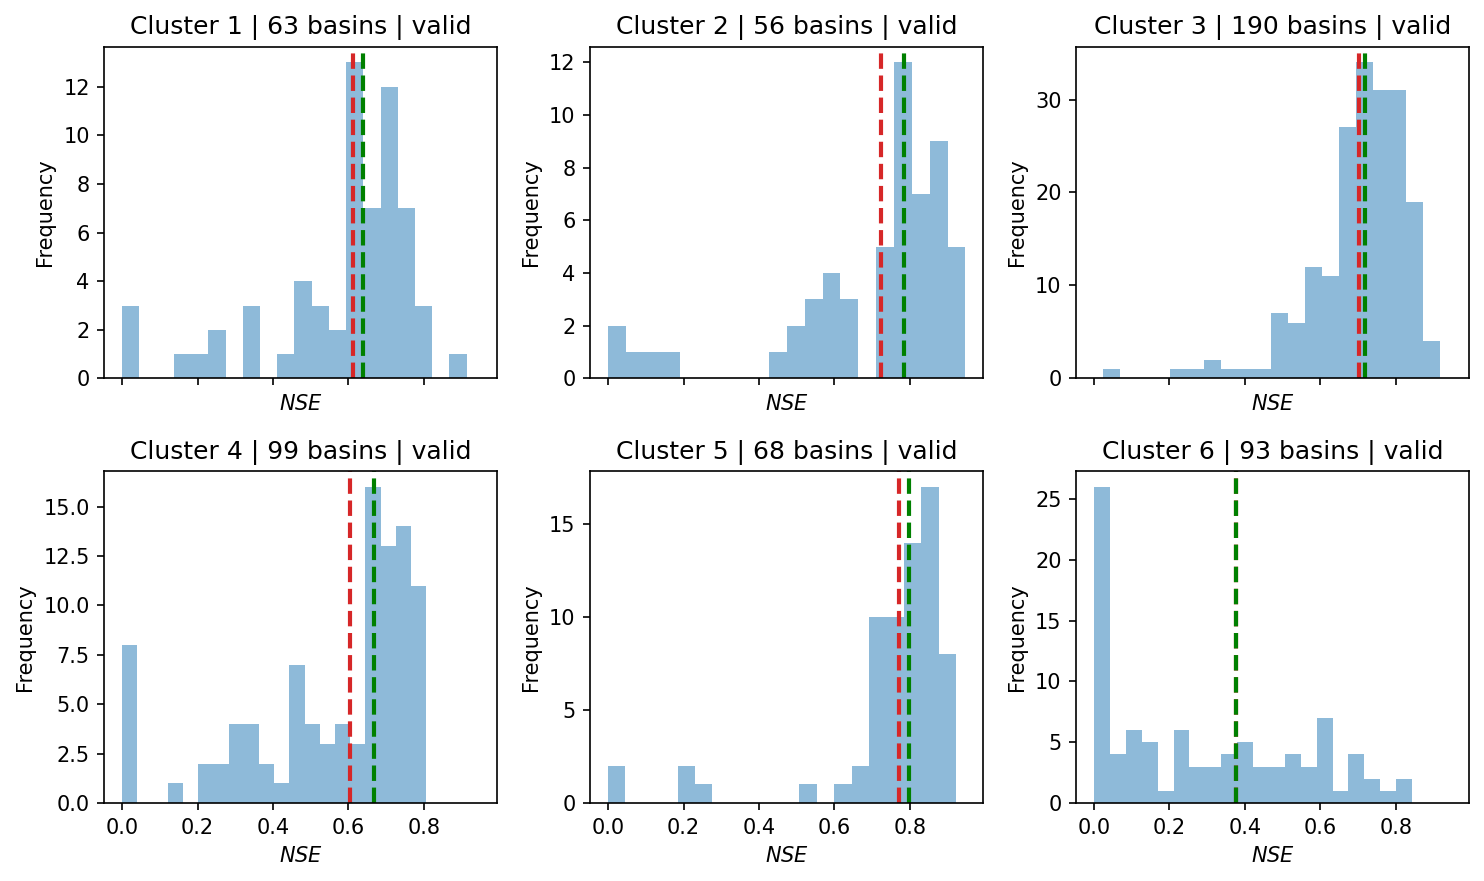 Cluster 1 | 63 basins | valid
Frequency
12
10
8
6
4
2
0
NSE
Cluster 2 | 56 basins | valid
Frequency
12
10
8
6
4
2
0
NSE
Cluster 3 | 190 basins | valid
Frequency
30
20
10
0
NSE
Cluster 4 | 99 basins | valid
Frequency
15.0
12.5
10.0
7.5
5.0
2.5
0.0
0.0 0.2 0.4 0.6 0.8
NSE
Cluster 5 | 68 basins | valid
Frequency
15
10
5
0
0.0 0.2 0.4 0.6 0.8
NSE
Cluster 6 | 93 basins | valid
Frequency
25
20
15
10
5
0
0.0 0.2 0.4 0.6 0.8
NSE